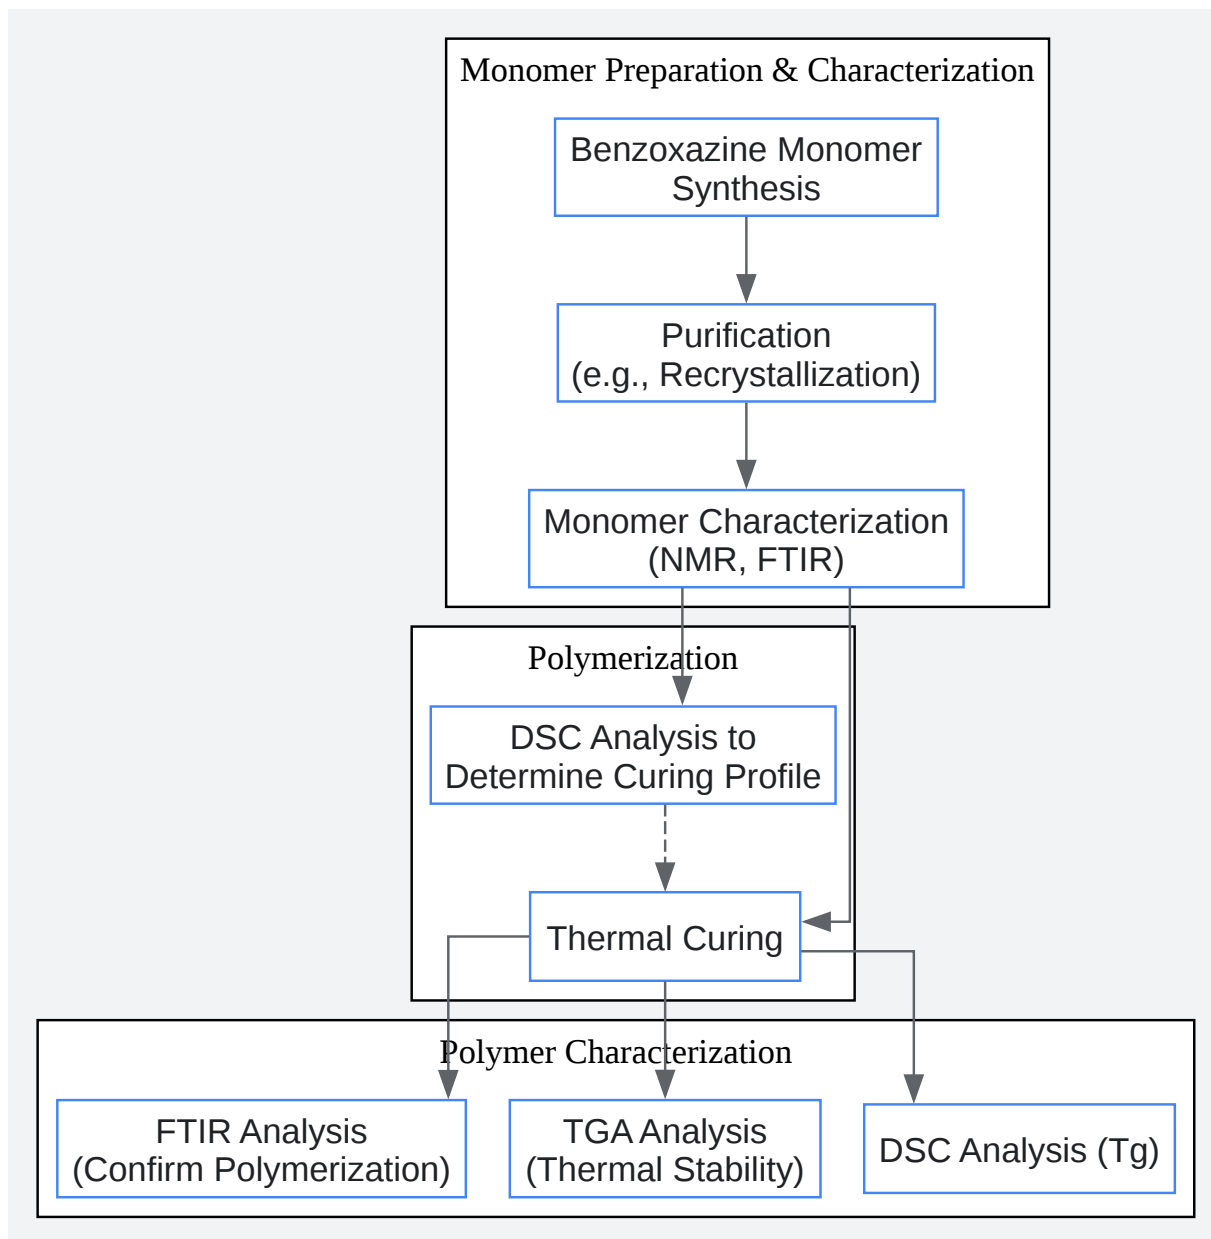 Monomer Preparation & Characterization
Benzoxazine Monomer
Synthesis
Purification
(e.g., Recrystallization)
Monomer Characterization
(NMR, FTIR)
Polymerization
DSC Analysis to
Determine Curing Profile
Thermal Curing
Polymer Characterization
FTIR Analysis
(Confirm Polymerization)
TGA Analysis
(Thermal Stability)
DSC Analysis (Tg)